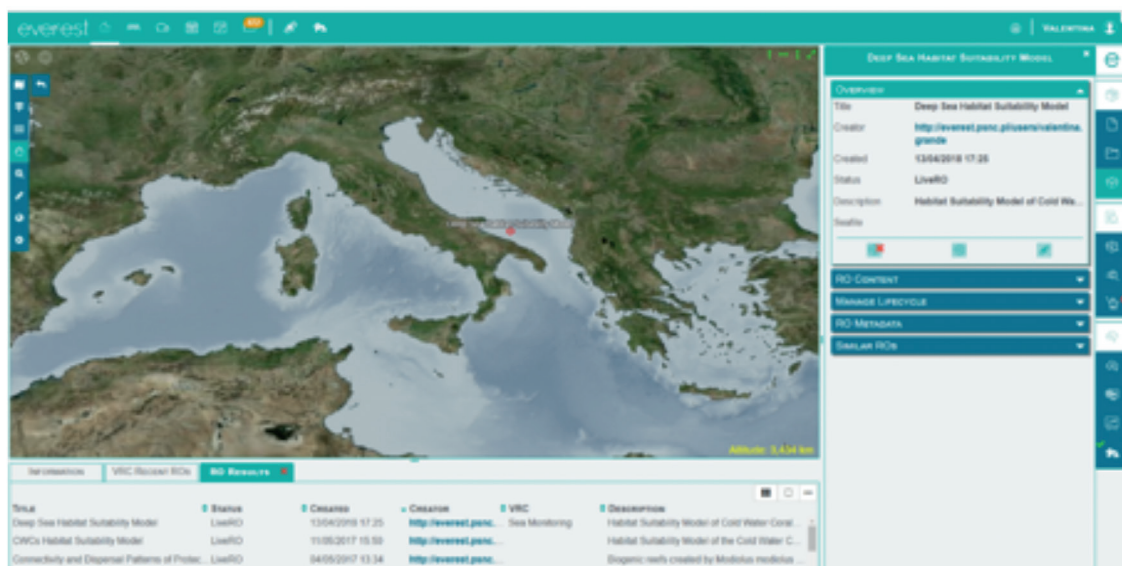 everest
VALENTINA
DEEP SEA HABITAT SUITABILITY MODEL
OVERVIEW
Title Deep Sea Habitat Suitability Model
Creator http://everest.psnc.pl/users/valentina.
grande
Created 13/04/2018 17:25
Status LiveRO
Description Habitat Suitability Model of Cold Wa...
RO CONTENT
MANAGE LIFECYCLE
RO METADATA
SIMILAR ROS
Altitude: 3,434 km
INFORMATION VRC RECENT ROS RO RESULTS
TITLE STATUS CREATED CREATOR VRC DESCRIPTION
Deep Sea Habitat Suitability Model LiveRO 13/04/2018 17:25 http://everest.psnc.... Sea Monitoring Habitat Suitability Model of Cold Water Coral...
CWCs Habitat Suitability Model LiveRO 11/05/2017 15:50 http://everest.psnc.... Habitat Suitability Model of the Cold Water C...
Connectivity and Dispersal Patterns of Protec... LiveRO 04/05/2017 13:34 http://everest.psnc.... Biogenic reefs created by Modiolus modiolus ...